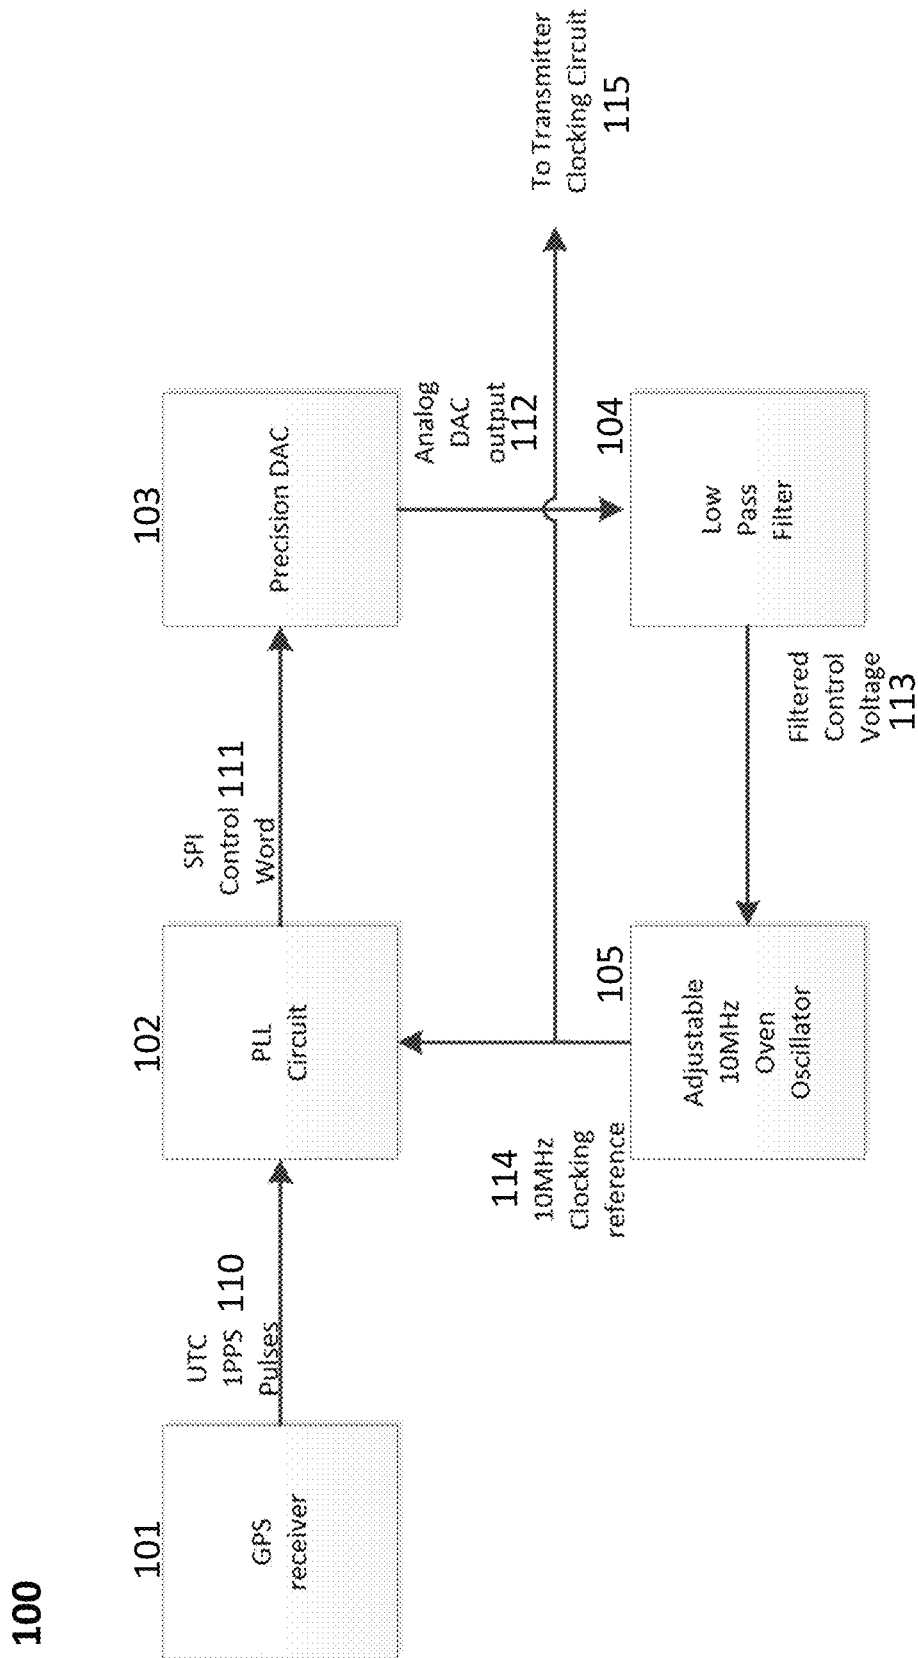 100
101
GPS
receiver
UTC
1PPS 110
Pulses
102
PLL
Circuit
SPI
Control 111
Word
103
Precision DAC
Analog
DAC
output
112
To Transmitter
Clocking Circuit
115
114
10MHz
Clocking
reference
105
Adjustable
10MHz
Oven
Oscillator
Filtered
Control
Voltage
113
104
Low
Pass
Filter